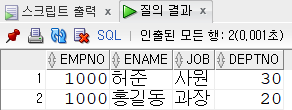 스크립트 출력 × 질의 결과 ×
SQL | 인출된 모든 행: 2(0,001초)
EMPNO ENAME JOB DEPTNO
1 1000 허준 사원 30
2 1000 홍길동 과장 20